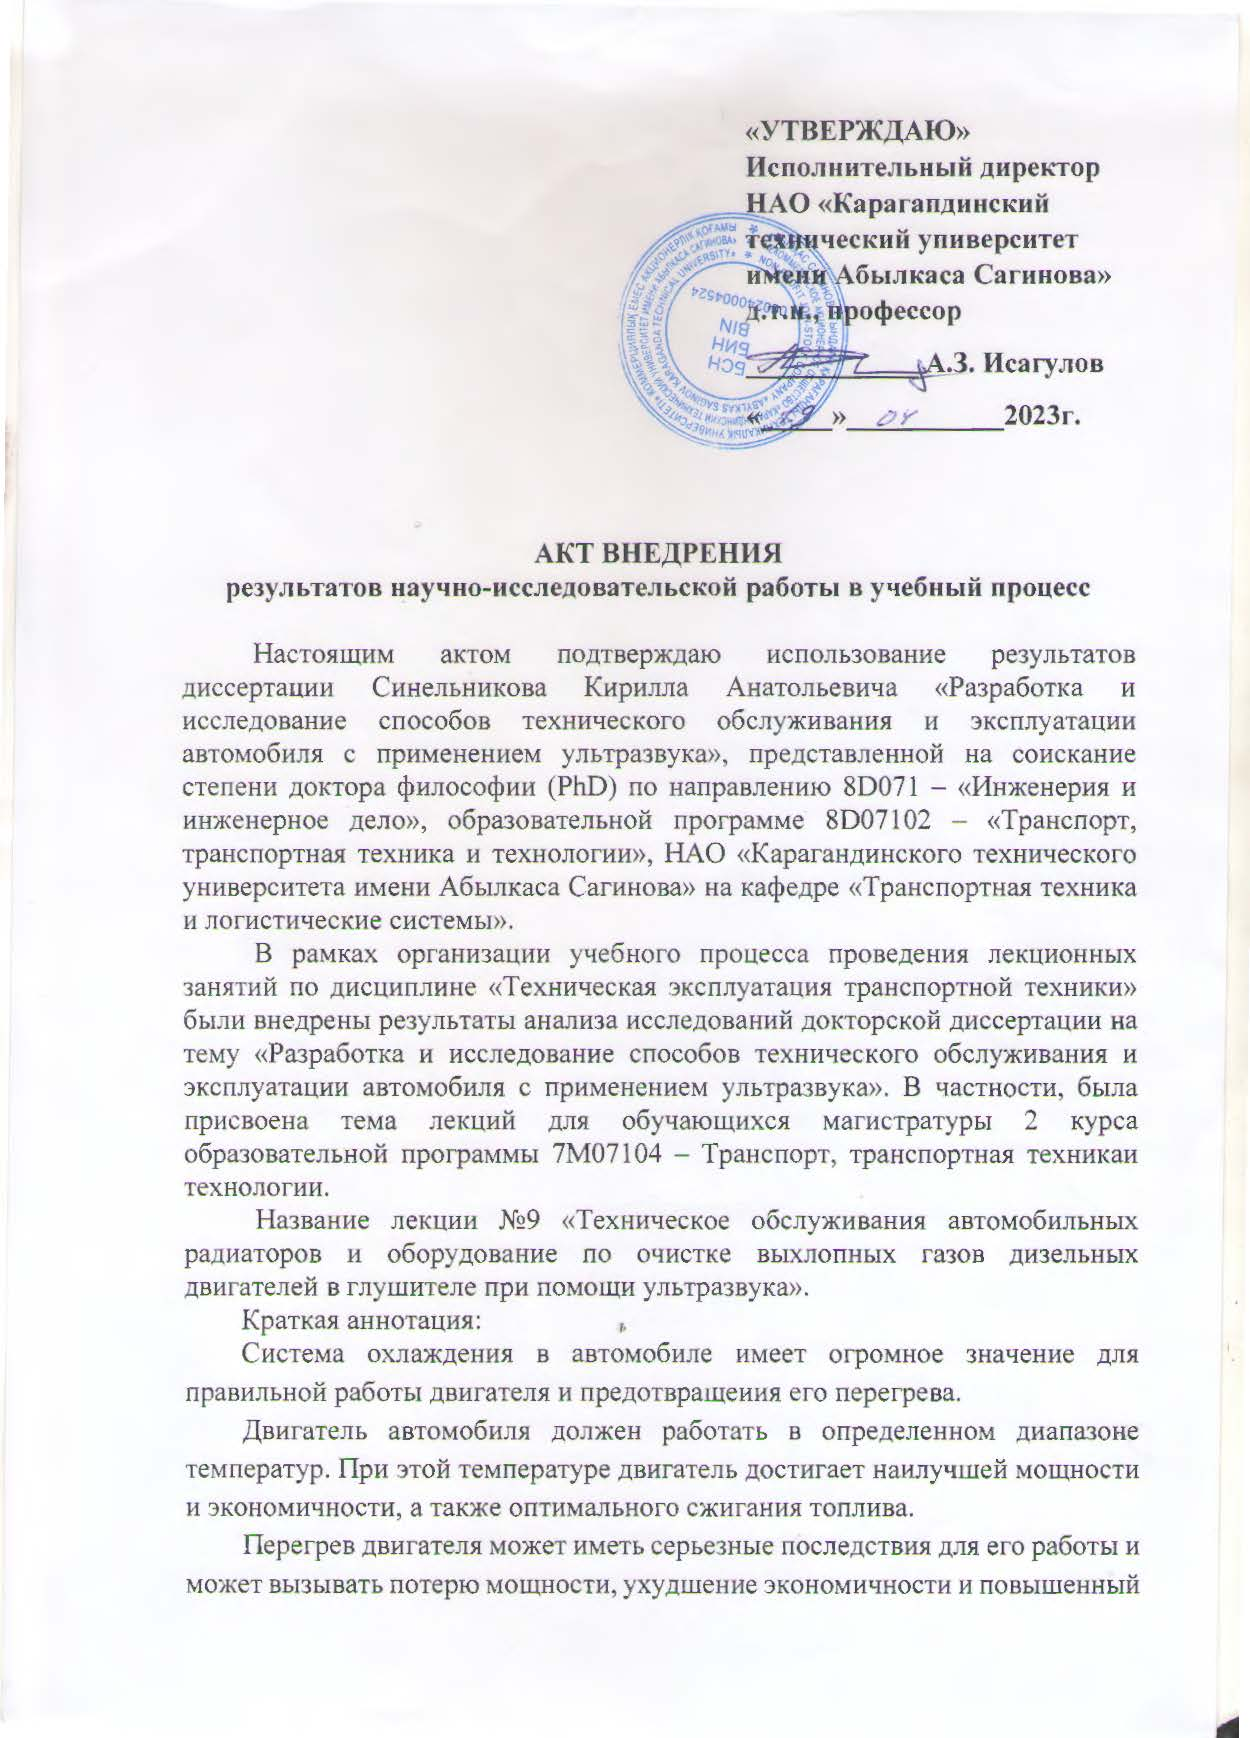 «УТВЕРЖДАЮ»
Исполнительный директор
НАО «Карагапдинский
технический университет
имени Абылкаса Сагинова»
д.т.н., профессор
А.З. Исагулов
« » 04 2023г.
БСН
БИН
BIN
АКТ ВНЕДРЕНИЯ
результатов научно-исследовательской работы в учебный процесс
Настоящим актом подтверждаю использование результатов
диссертации Синельникова Кирилла Анатольевича «Разработка и
исследование способов технического обслуживания и эксплуатации
автомобиля с применением ультразвука», представленной на соискание
степени доктора философии (PhD) по направлению 8D071 – «Инженерия и
инженерное дело», образовательной программе 8D07102 – «Транспорт,
транспортная техника и технологии», НАО «Карагандинского технического
университета имени Абылкаса Сагинова» на кафедре «Транспортная техника
и логистические системы».
В рамках организации учебного процесса проведения лекционных
занятий по дисциплине «Техническая эксплуатация транспортной техники»
были внедрены результаты анализа исследований докторской диссертации на
тему «Разработка и исследование способов технического обслуживания и
эксплуатации автомобиля с применением ультразвука». В частности, была
присвоена тема лекций для обучающихся магистратуры 2 курса
образовательной программы 7М07104 – Транспорт, транспортная техникаи
технологии.
Название лекции №9 «Техническое обслуживания автомобильных
радиаторов и оборудование по очистке выхлопных газов дизельных
двигателей в глушителе при помощи ультразвука».
Краткая аннотация:
Система охлаждения в автомобиле имеет огромное значение для
правильной работы двигателя и предотвращеиия его перегрева.
Двигатель автомобиля должен работать в определенном диапазоне
температур. При этой температуре двигатель достигает наилучшей мощности
и экономичности, а также оптимального сжигания топлива.
Перегрев двигателя может иметь серьезные последствия для его работы и
может вызывать потерю мощности, ухудшение экономичности и повышенный